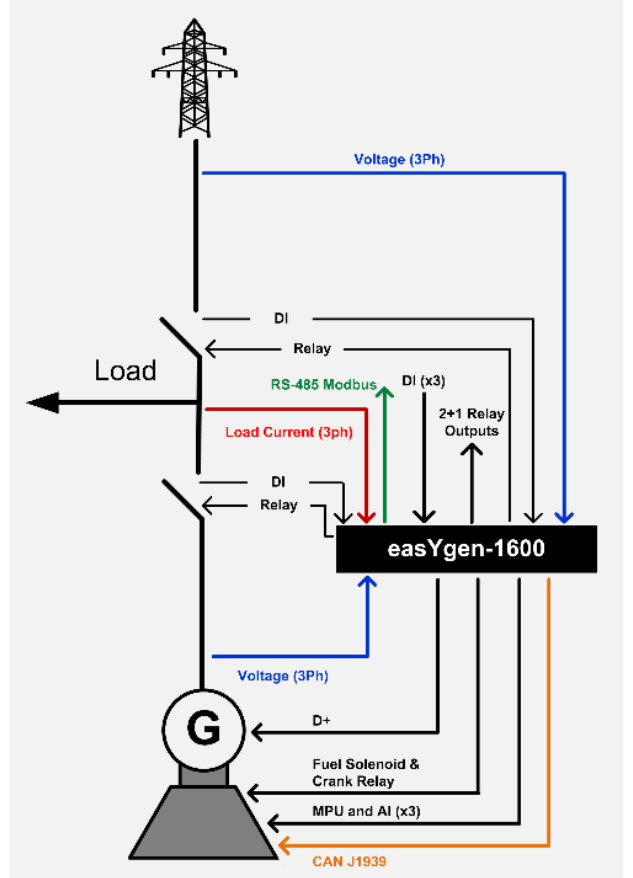 Voltage (3Ph)
DI
Relay
Load
RS-485 Modbus
DI (x3)
2+1 Relay
Outputs
Load Current (3ph)
DI
Relay
easYgen-1600
Voltage (3Ph)
G
D+
Fuel Solenoid &
Crank Relay
MPU and AI (x3)
CAN J1939